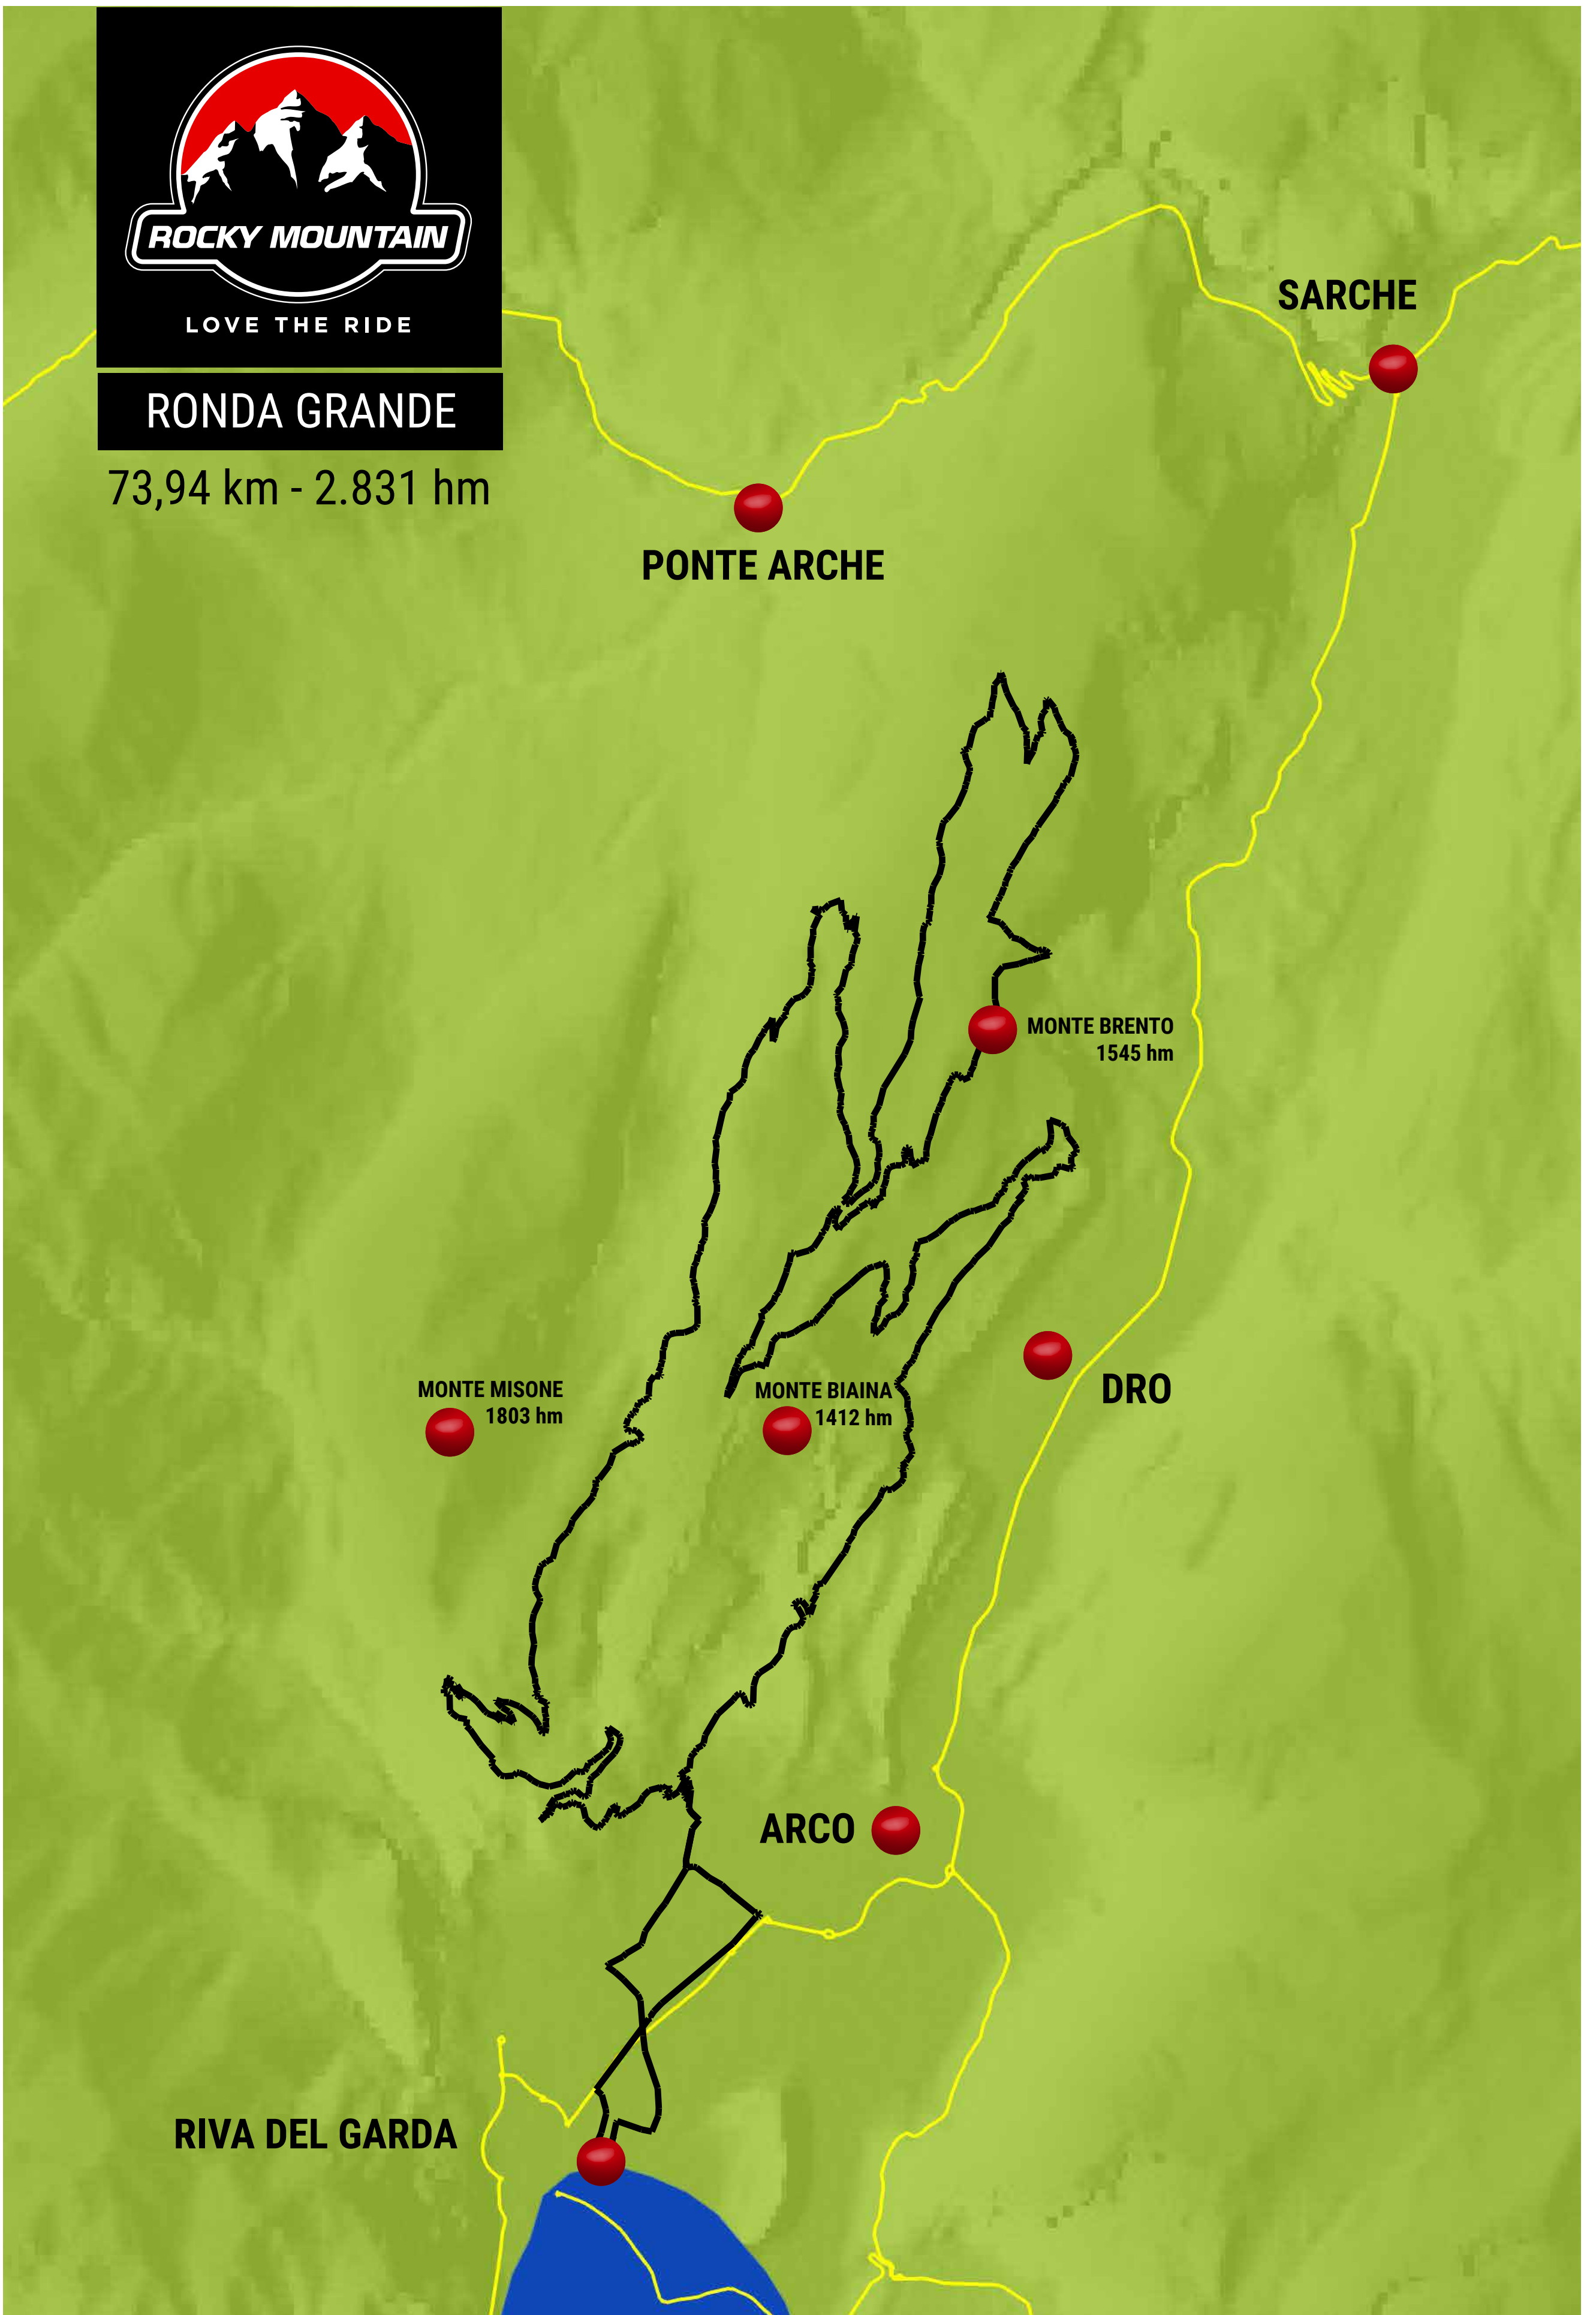 ROCKY MOUNTAIN
LOVE THE RIDE
RONDA GRANDE
73,94 km - 2.831 hm
SARCHE
PONTE ARCHE
MONTE BRENTO
1545 hm
DRO
MONTE MISONE
1803 hm
MONTE BIAINA
1412 hm
ARCO
RIVA DEL GARDA